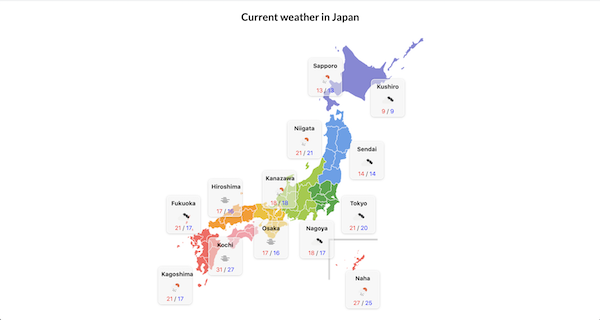 Current weather in Japan
Sapporo
13 / 13
Kushiro
9 / 9
Niigata
21 / 21
Sendai
14 / 14
Kanazawa
18 / 18
Hiroshima
17 / 16
Fukuoka
21 / 17
Tokyo
21 / 20
Osaka
17 / 16
Nagoya
18 / 17
Kochi
31 / 27
Kagoshima
21 / 17
Naha
27 / 25